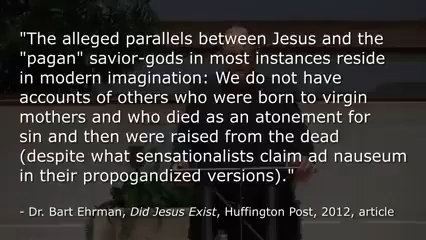 "The alleged parallels between Jesus and the
"pagan" savior-gods in most instances reside
in modern imagination: We do not have
accounts of others who were born to virgin
mothers and who died as an atonement for
sin and then were raised from the dead
(despite what sensationalists claim ad nauseum
in their propogandized versions)."
- Dr. Bart Ehrman, Did Jesus Exist, Huffington Post, 2012, article